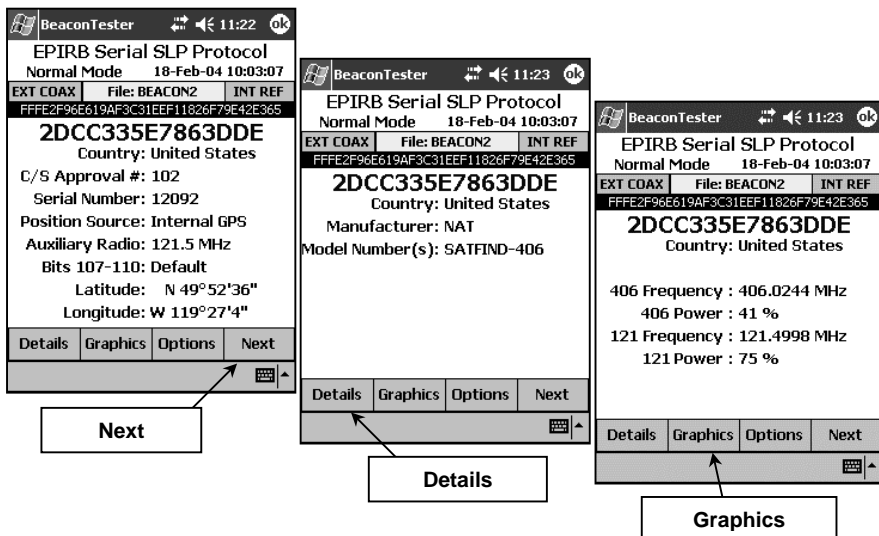 BeaconTester 11:22 ok
EPIRB Serial SLP Protocol
Normal Mode 18-Feb-04 10:03:07
EXT COAX File: BEACON2 INT REF
FFFE2F96E619AF3C31EEF11826F79E42E365
2DCC335E7863DDE
Country: United States
C/S Approval #: 102
Serial Number: 12092
Position Source: Internal GPS
Auxiliary Radio: 121.5 MHz
Bits 107-110: Default
Latitude: N 49°52'36"
Longitude: W 119°27'4"
Details Graphics Options Next
Next
BeaconTester 11:23 ok
EPIRB Serial SLP Protocol
Normal Mode 18-Feb-04 10:03:07
EXT COAX File: BEACON2 INT REF
FFFE2F96E619AF3C31EEF11826F79E42E365
2DCC335E7863DDE
Country: United States
Manufacturer: NAT
Model Number(s): SATFIND-406
Details Graphics Options Next
Details
BeaconTester 11:23 ok
EPIRB Serial SLP Protocol
Normal Mode 18-Feb-04 10:03:07
EXT COAX File: BEACON2 INT REF
FFFE2F96E619AF3C31EEF11826F79E42E365
2DCC335E7863DDE
Country: United States
406 Frequency : 406.0244 MHz
406 Power : 41 %
121 Frequency : 121.4998 MHz
121 Power : 75 %
Details Graphics Options Next
Graphics